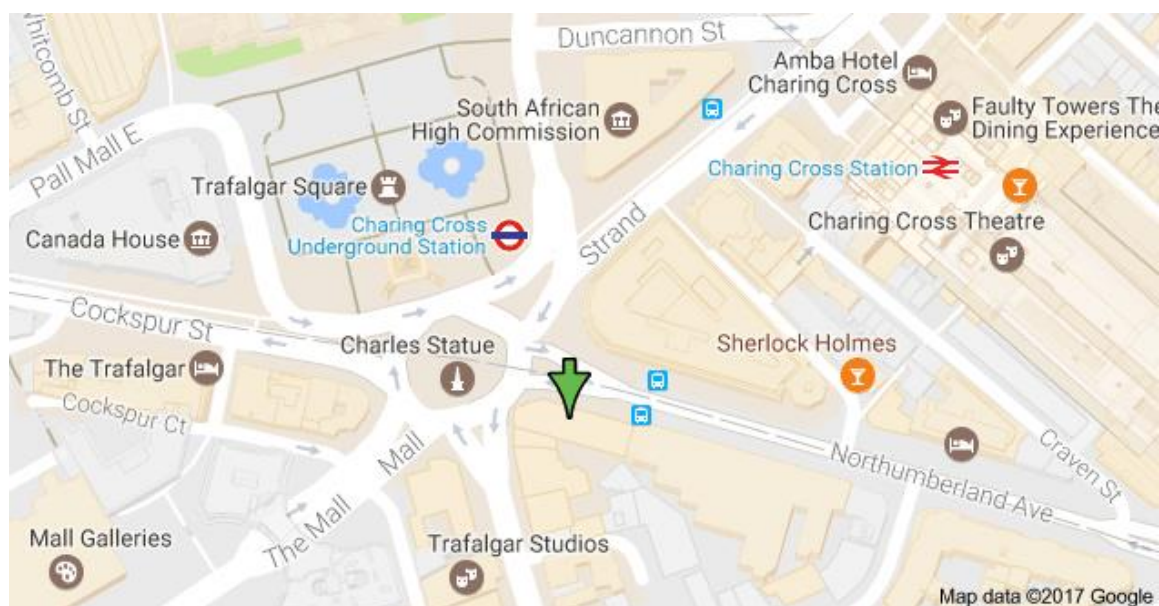 Whitcomb St
Duncannon St
Amba Hotel
Charing Cross
South African
High Commission
Faulty Towers The
Dining Experience
Pall Mall E
Trafalgar Square
Charing Cross Station
Charing Cross
Underground Station
Strand
Charing Cross Theatre
Canada House
Cockspur St
Charles Statue
Sherlock Holmes
The Trafalgar
Cockspur Ct
Mall
Northumberland Ave
Craven St
The Mall
Mall Galleries
Trafalgar Studios
Map data ©2017 Google